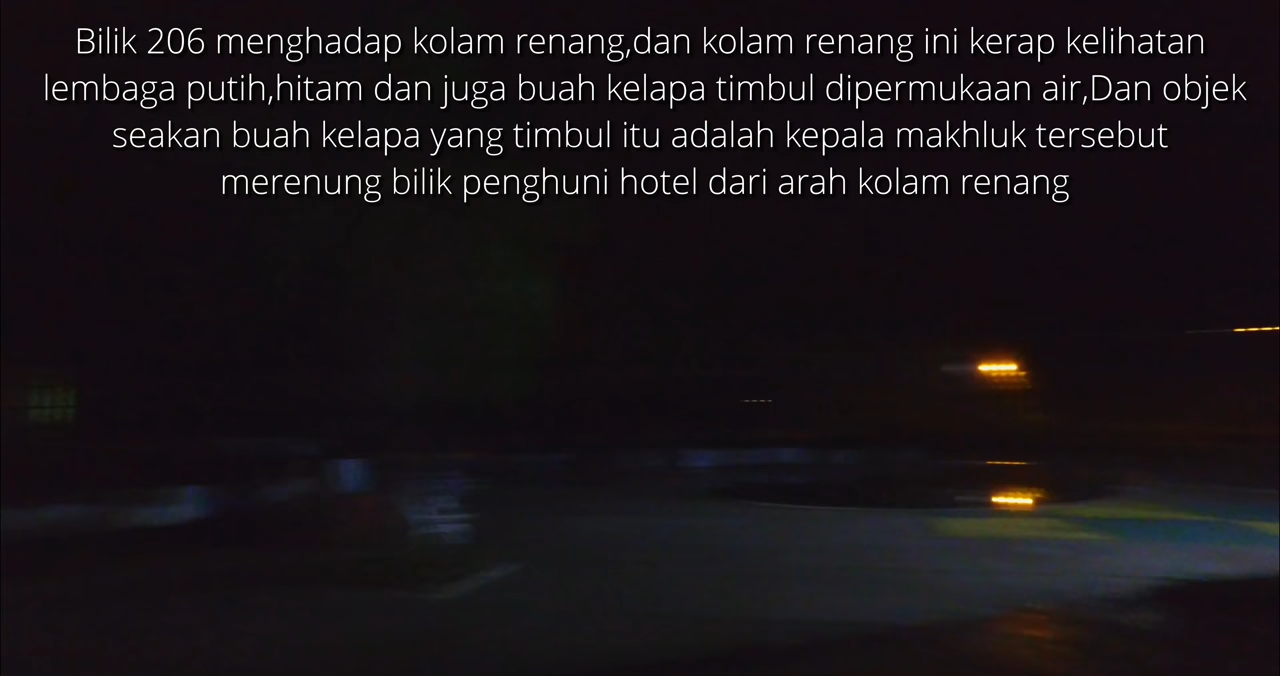 Bilik 206 menghadap kolam renang,dan kolam renang ini kerap kelihatan
lembaga putih,hitam dan juga buah kelapa timbul dipermukaan air,Dan objek
seakan buah kelapa yang timbul itu adalah kepala makhluk tersebut
merenung bilik penghuni hotel dari arah kolam renang